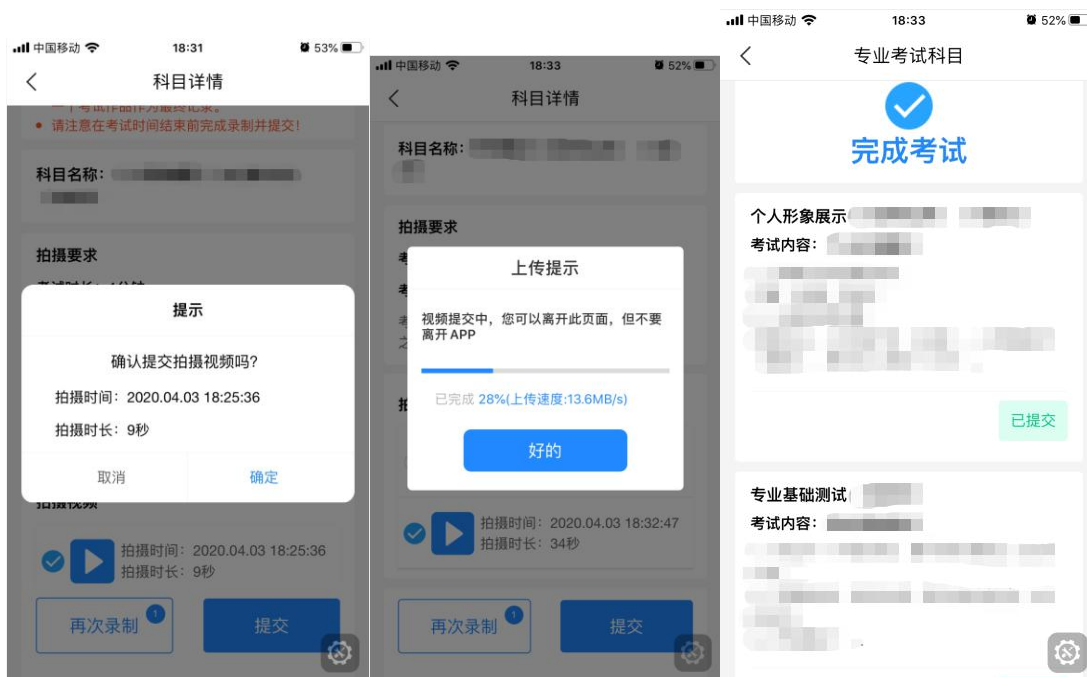 中国移动
18:31
53%
科目详情
一个考试作品作为最终记录。
请注意在考试时间结束前完成录制并提交！
科目名称：
拍摄要求
考试时长：1分钟
提示
确认提交拍摄视频吗？
拍摄时间：2020.04.03 18:25:36
拍摄时长：9秒
取消
确定
拍摄视频
拍摄时间：2020.04.03 18:25:36
拍摄时长：9秒
再次录制
1
提交
中国移动
18:33
52%
科目详情
科目名称：
拍摄要求
上传提示
视频提交中，您可以离开此页面，但不要
离开APP
已完成 28%(上传速度:13.6MB/s)
好的
拍摄时间：2020.04.03 18:32:47
拍摄时长：34秒
再次录制
1
提交
中国移动
18:33
52%
专业考试科目
完成考试
个人形象展示
考试内容：
已提交
专业基础测试
考试内容：